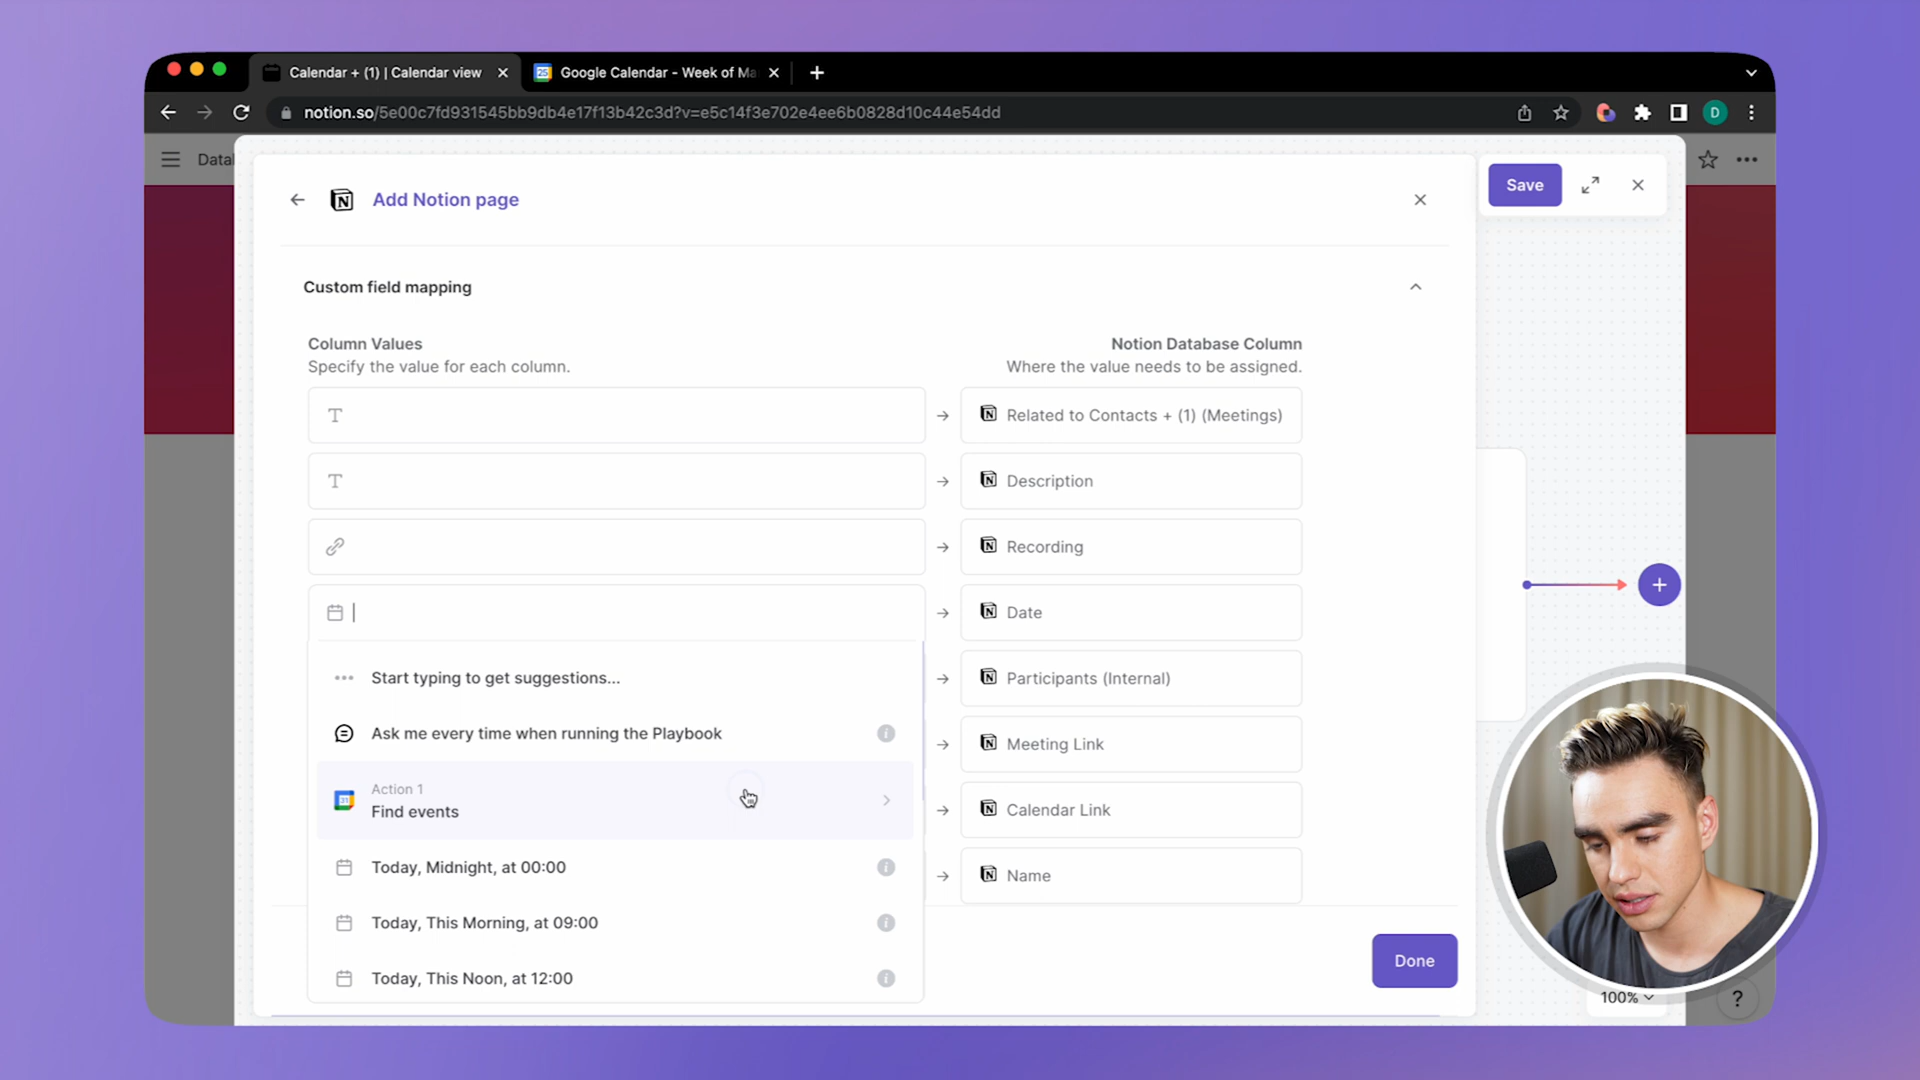 Calendar + (1) | Calendar view
Google Calendar - Week of Ma
notion.so/5e00c7fd931545bb9db4e17f13b42c3d?v=e5c14f3e702e4ee6b0828d10c44e54dd
D
Datal
Add Notion page
Save
Custom field mapping
Column Values
Specify the value for each column.
Notion Database Column
Where the value needs to be assigned.
Related to Contacts + (1) (Meetings)
Description
Recording
Date
Start typing to get suggestions...
Participants (Internal)
Ask me every time when running the Playbook
Meeting Link
Action 1
Find events
Calendar Link
Today, Midnight, at 00:00
Name
Today, This Morning, at 09:00
Today, This Noon, at 12:00
Done
100%
?